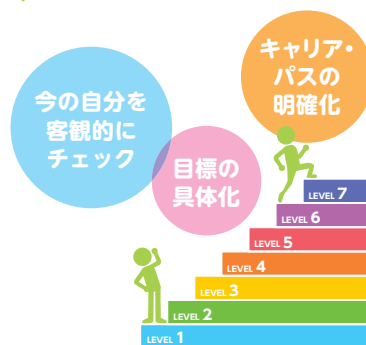 キャリア・
パスの
明確化
今の自分を
客観的に
チェック
目標の
具体化
LEVEL 7
LEVEL 6
LEVEL 5
LEVEL 4
LEVEL 3
LEVEL 2
LEVEL 1